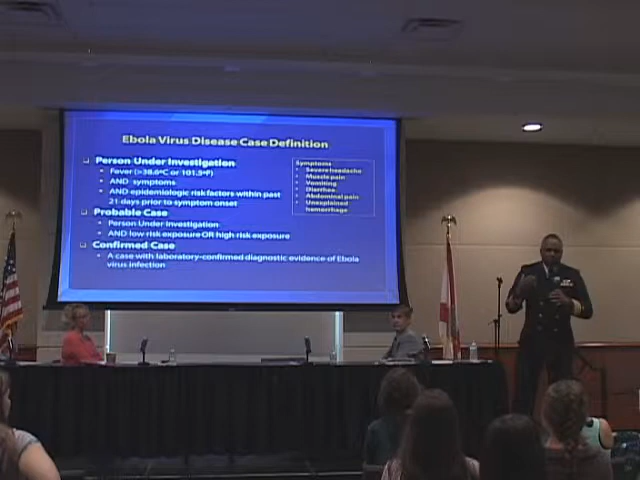 Ebola Virus Disease Case Definition
Person Under Investigation
Fever (>38.6°C or 101.5°F)
AND symptoms
AND epidemiologic risk factors within past
21 days prior to symptom onset
Probable Case
Person Under Investigation
AND low risk exposure OR high risk exposure
Confirmed Case
A case with laboratory-confirmed diagnostic evidence of Ebola
virus infection
Symptoms
Severe headache
Muscle pain
Vomiting
Diarrhea
Abdominal pain
Unexplained
hemorrhage